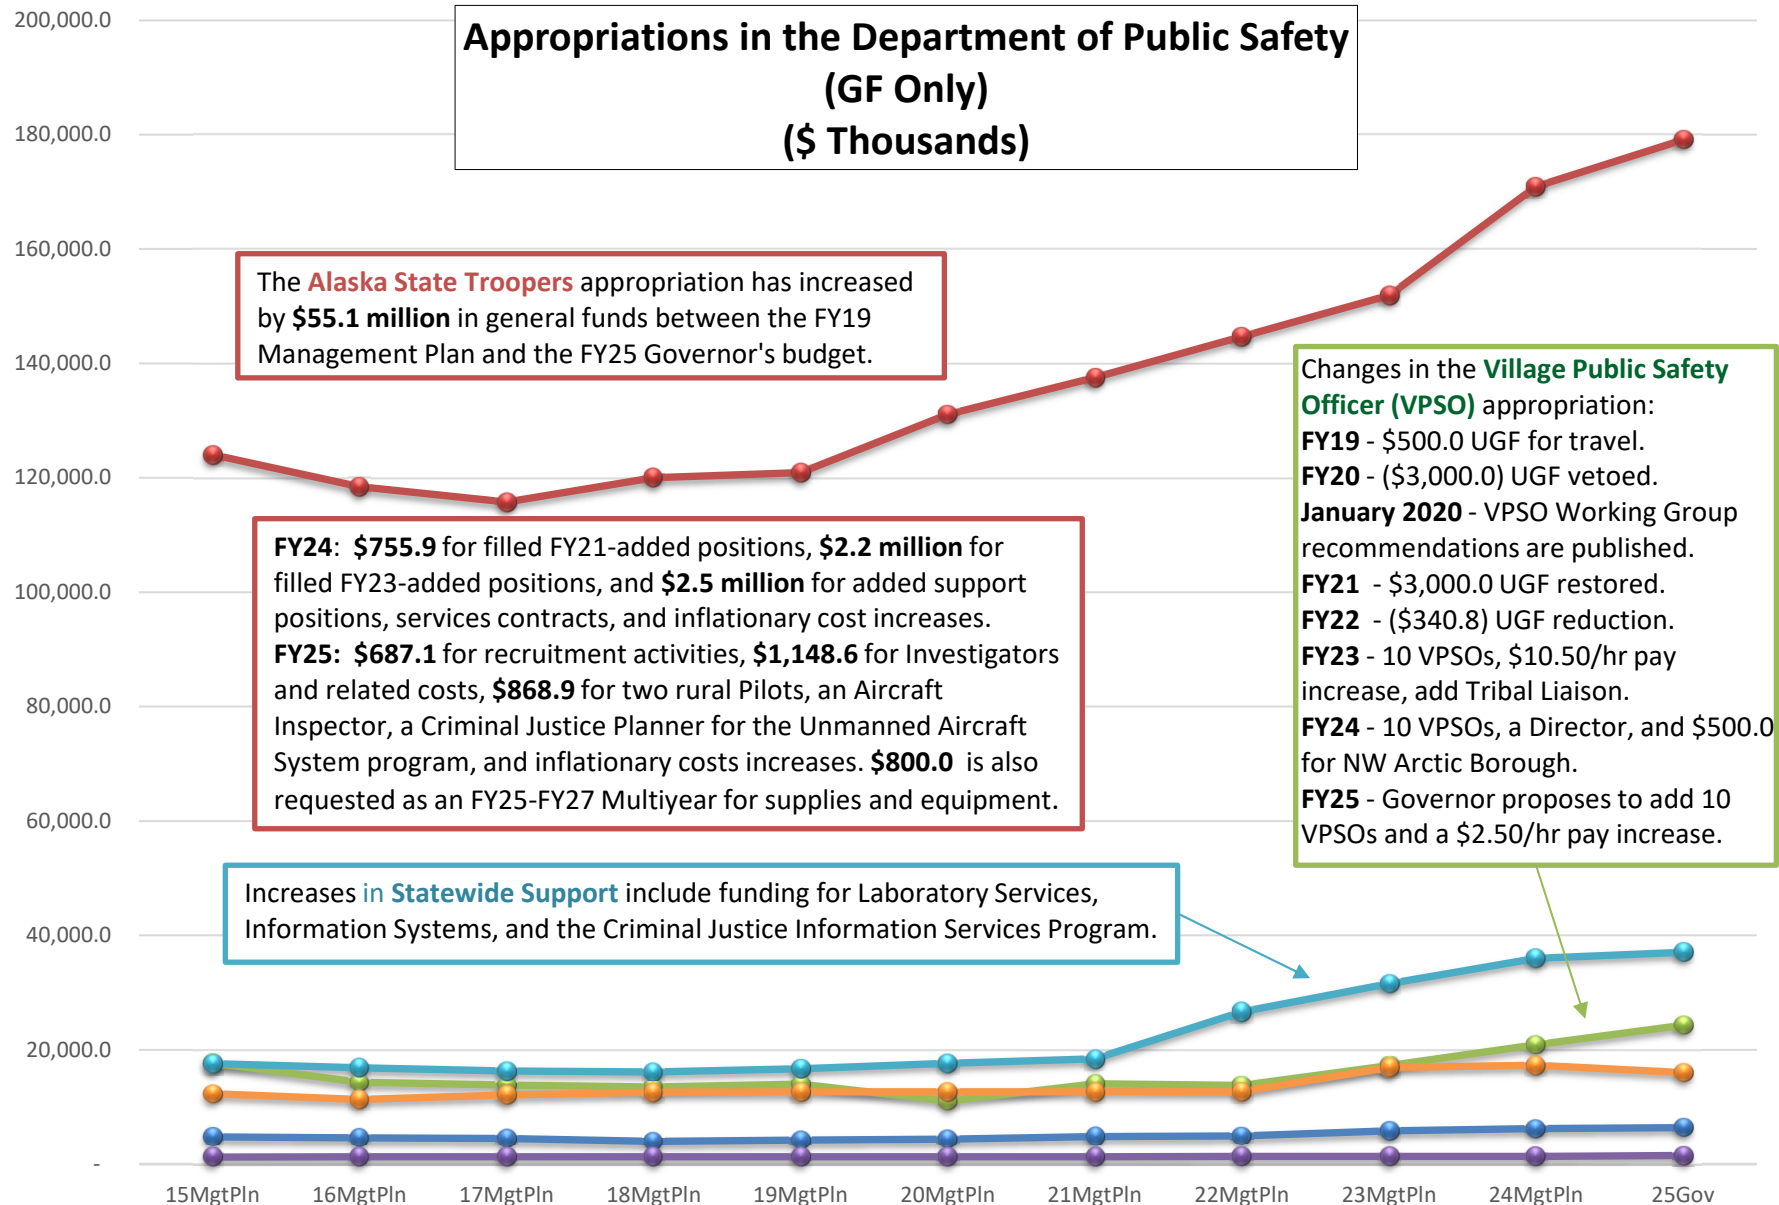 Appropriations in the Department of Public Safety
(GF Only)
($ Thousands)
200,000.0
180,000.0
160,000.0
140,000.0
120,000.0
100,000.0
80,000.0
60,000.0
40,000.0
20,000.0
-
The Alaska State Troopers appropriation has increased
by $55.1 million in general funds between the FY19
Management Plan and the FY25 Governor's budget.
FY24: $755.9 for filled FY21-added positions, $2.2 million for
filled FY23-added positions, and $2.5 million for added support
positions, services contracts, and inflationary cost increases.
FY25: $687.1 for recruitment activities, $1,148.6 for Investigators
and related costs, $868.9 for two rural Pilots, an Aircraft
Inspector, a Criminal Justice Planner for the Unmanned Aircraft
System program, and inflationary costs increases. $800.0 is also
requested as an FY25-FY27 Multiyear for supplies and equipment.
Changes in the Village Public Safety
Officer (VPSO) appropriation:
FY19 - $500.0 UGF for travel.
FY20 - ($3,000.0) UGF vetoed.
January 2020 - VPSO Working Group
recommendations are published.
FY21 - $3,000.0 UGF restored.
FY22 - ($340.8) UGF reduction.
FY23 - 10 VPSOs, $10.50/hr pay
increase, add Tribal Liaison.
FY24 - 10 VPSOs, a Director, and $500.0
for NW Arctic Borough.
FY25 - Governor proposes to add 10
VPSOs and a $2.50/hr pay increase.
Increases in Statewide Support include funding for Laboratory Services,
Information Systems, and the Criminal Justice Information Services Program.
15MgtPln
16MgtPln
17MgtPln
18MgtPln
19MgtPln
20MgtPln
21MgtPln
22MgtPln
23MgtPln
24MgtPln
25Gov